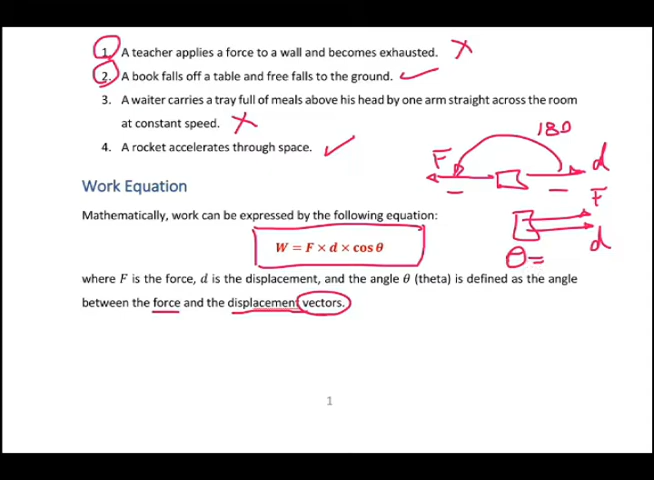 1. A teacher applies a force to a wall and becomes exhausted.
2. A book falls off a table and free falls to the ground.
3. A waiter carries a tray full of meals above his head by one arm straight across the room
at constant speed.
4. A rocket accelerates through space.
180
F
d
F
d
θ=
Work Equation
Mathematically, work can be expressed by the following equation:
W = F × d × cos θ
where F is the force, d is the displacement, and the angle θ (theta) is defined as the angle
between the force and the displacement vectors.
1